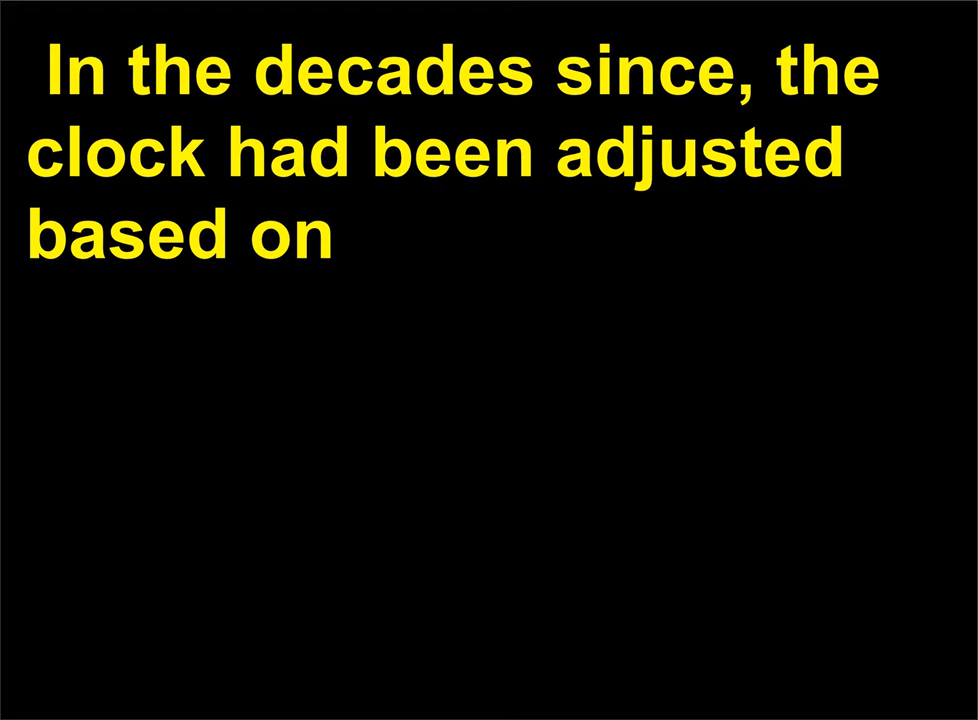 In the decades since, the
clock had been adjusted
based on